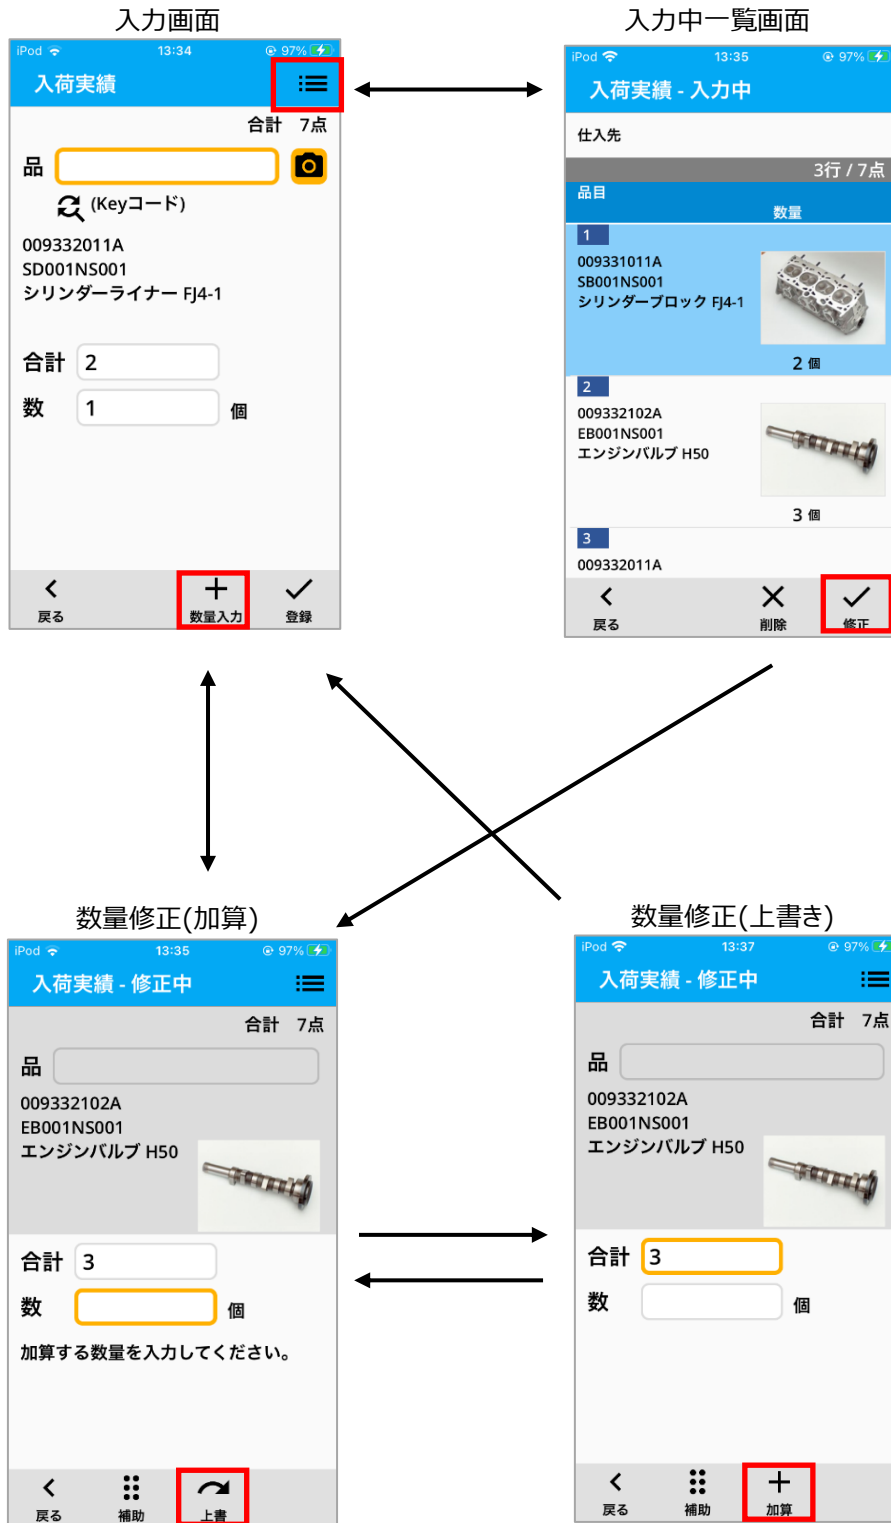 入力画面
iPod 13:34 97%
入荷実績
合計 7点
品
(Keyコード)
009332011A
SD001NS001
シリンダーライナー FJ4-1
合計 2
数 1 個
戻る 数量入力 登録
入力中一覧画面
iPod 13:35 97%
入荷実績 - 入力中
仕入先
3行 / 7点
品目
数量
1
009331011A
SB001NS001
シリンダーブロック FJ4-1
2 個
2
009332102A
EB001NS001
エンジンバルブ H50
3 個
3
009332011A
戻る 削除 修正
数量修正(加算)
iPod 13:35 97%
入荷実績 - 修正中
合計 7点
品
009332102A
EB001NS001
エンジンバルブ H50
合計 3
数 個
加算する数量を入力してください。
戻る 補助 上書
数量修正(上書き)
iPod 13:37 97%
入荷実績 - 修正中
合計 7点
品
009332102A
EB001NS001
エンジンバルブ H50
合計 3
数 個
戻る 補助 加算